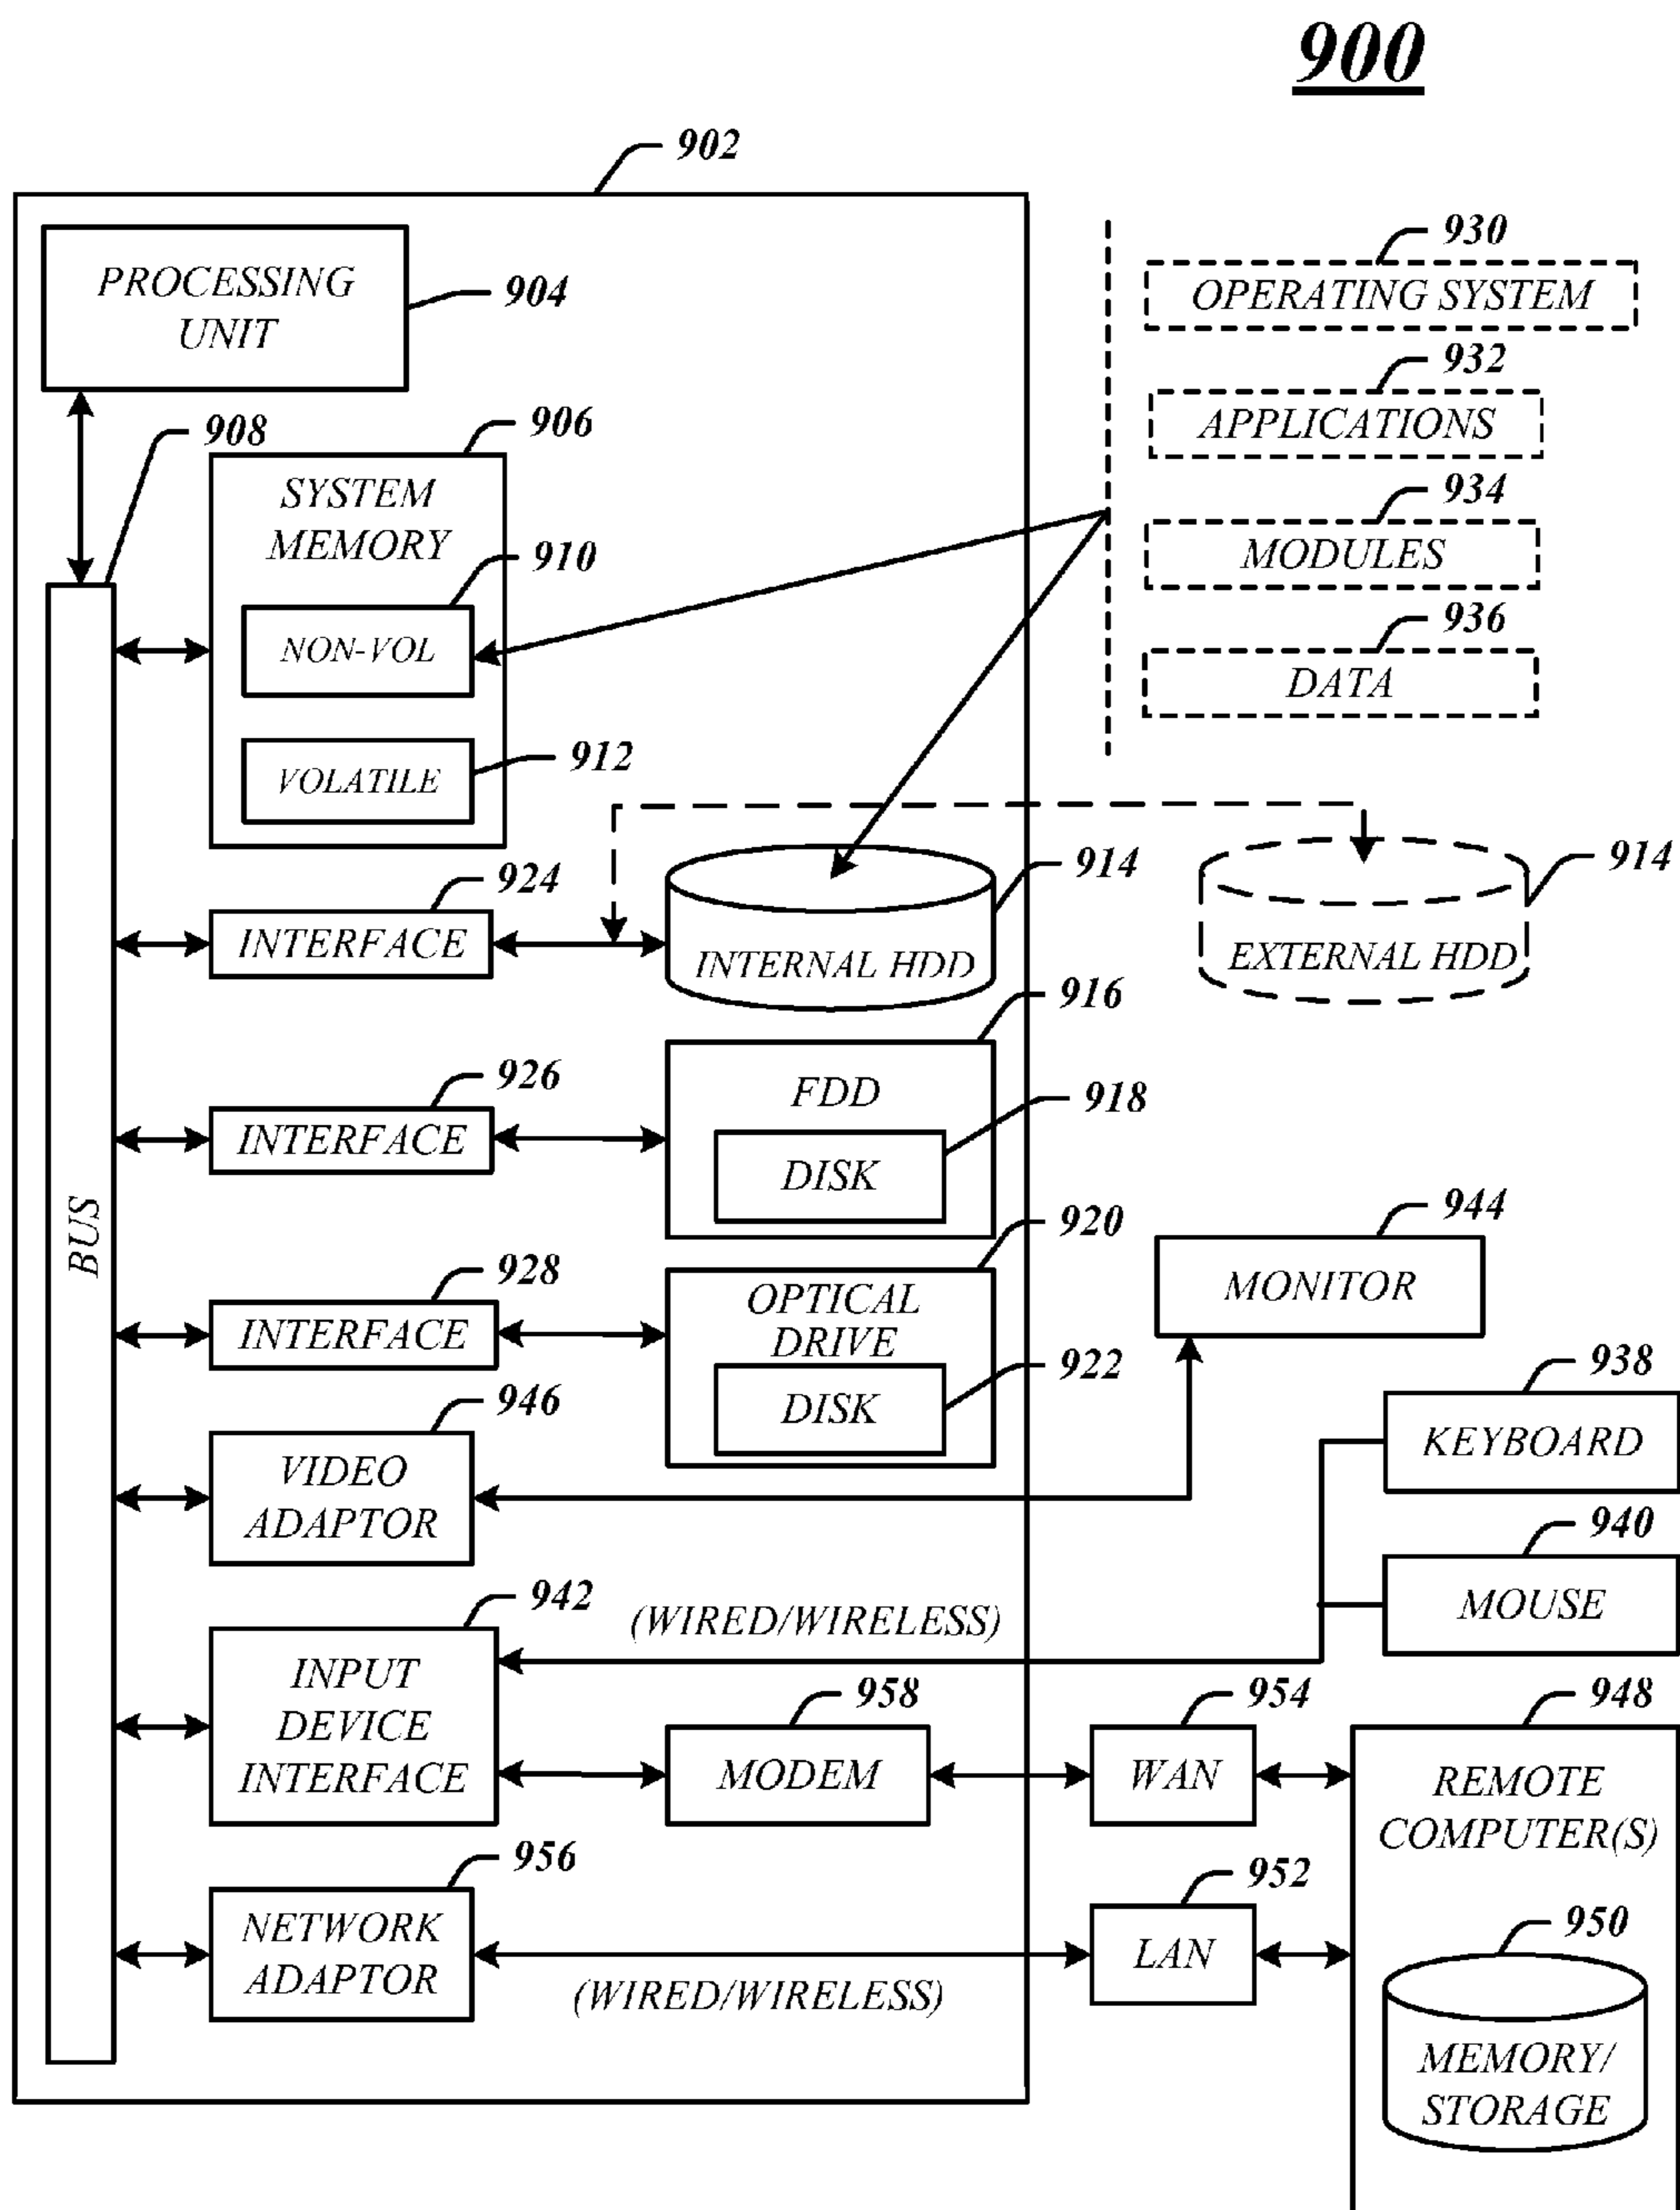 900
902
PROCESSING
UNIT
904
908
906
SYSTEM
MEMORY
910
NON-VOL
912
VOLATILE
930
OPERATING SYSTEM
932
APPLICATIONS
934
MODULES
936
DATA
924
INTERFACE
914
INTERNAL HDD
914
EXTERNAL HDD
926
INTERFACE
916
FDD
918
DISK
BUS
928
INTERFACE
920
OPTICAL
DRIVE
922
DISK
944
MONITOR
946
VIDEO
ADAPTOR
938
KEYBOARD
940
MOUSE
942
INPUT
DEVICE
INTERFACE
(WIRED/WIRELESS)
958
MODEM
954
WAN
948
REMOTE
COMPUTER(S)
956
NETWORK
ADAPTOR
(WIRED/WIRELESS)
952
LAN
950
MEMORY/
STORAGE